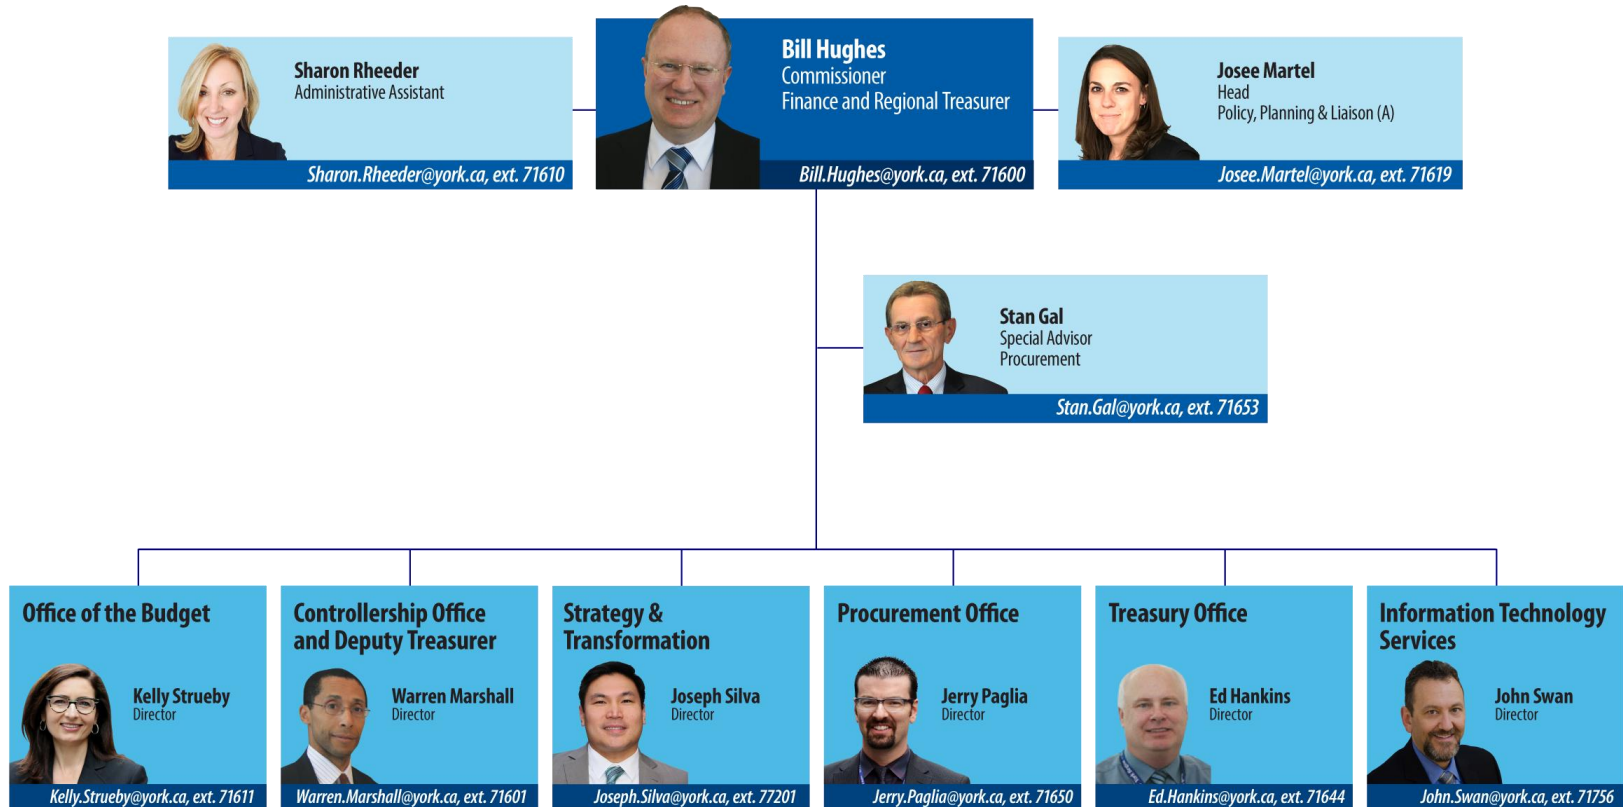 Sharon Rheeder
Administrative Assistant
Sharon.Rheeder@york.ca, ext. 71610
Bill Hughes
Commissioner
Finance and Regional Treasurer
Bill.Hughes@york.ca, ext. 71600
Josee Martel
Head
Policy, Planning & Liaison (A)
Josee.Martel@york.ca, ext. 71619
Stan Gal
Special Advisor
Procurement
Stan.Gal@york.ca, ext. 71653
Office of the Budget
Kelly Strueby
Director
Kelly.Strueby@york.ca, ext. 71611
Controllership Office
and Deputy Treasurer
Warren Marshall
Director
Warren.Marshall@york.ca, ext. 71601
Strategy &
Transformation
Joseph Silva
Director
Joseph.Silva@york.ca, ext. 77201
Procurement Office
Jerry Paglia
Director
Jerry.Paglia@york.ca, ext. 71650
Treasury Office
Ed Hankins
Director
Ed.Hankins@york.ca, ext. 71644
Information Technology
Services
John Swan
Director
John.Swan@york.ca, ext. 71756